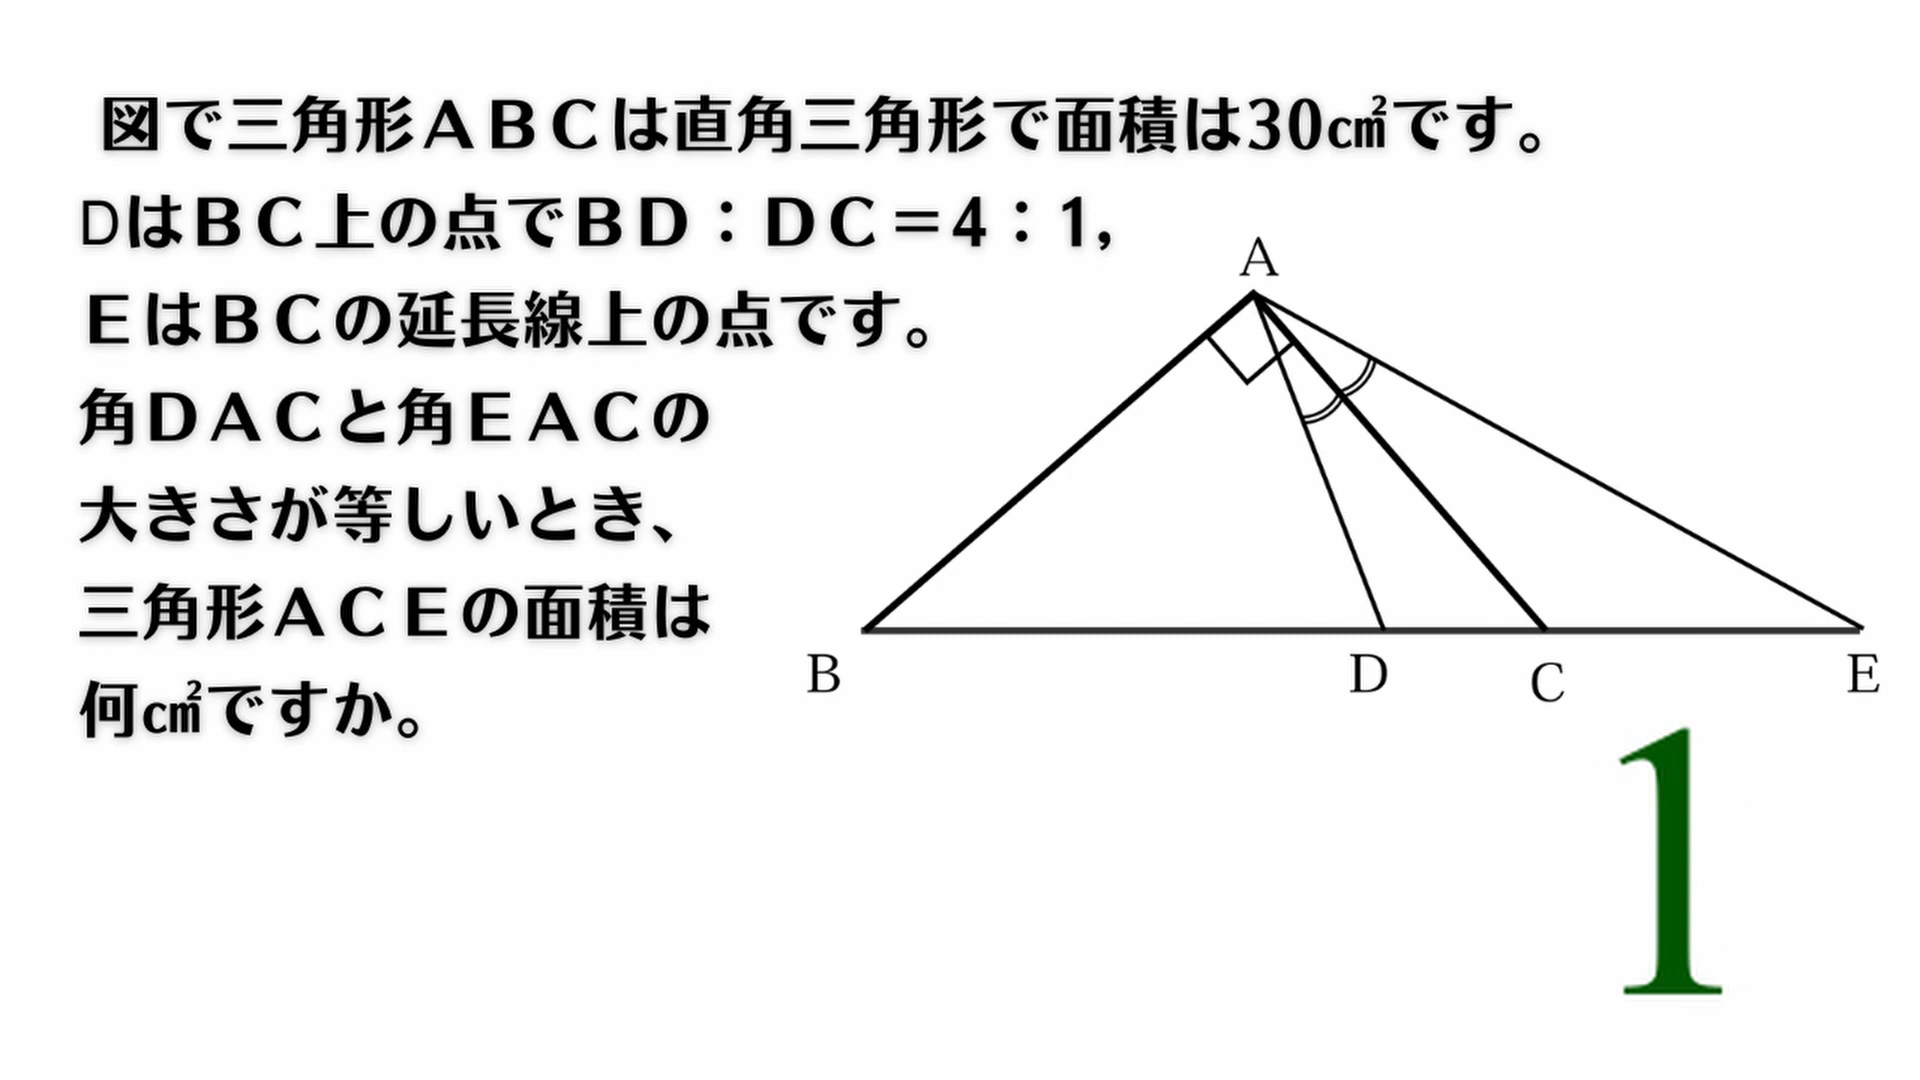 図で三角形ＡＢＣは直角三角形で面積は30㎠です。
DはＢＣ上の点でＢＤ：ＤＣ＝4：1,
ＥはＢＣの延長線上の点です。
角ＤＡＣと角ＥＡＣの
大きさが等しいとき、
三角形ＡＣＥの面積は
何㎠ですか。
A
B
D
C
E
1